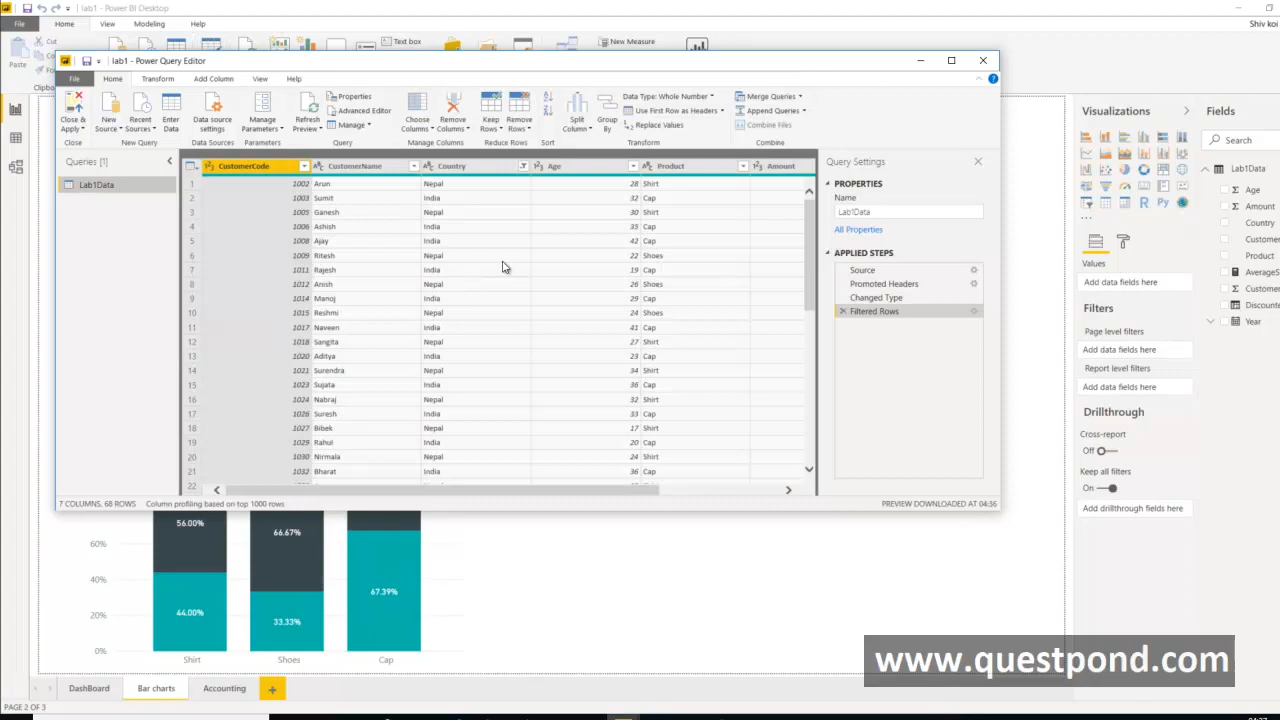 lab1 - Power BI Desktop
File Home View Modeling Help
Shiv koi
Paste Cut Text box New Measure
lab1 - Power Query Editor
File Home Transform Add Column View Help
Close & Apply New Source Recent Sources Enter Data Data source settings Manage Parameters Refresh Preview Properties Advanced Editor Manage Choose Columns Remove Columns Keep Rows Remove Rows Split Column Group By Data Type: Whole Number Use First Row as Headers Replace Values Merge Queries Append Queries Combine Files
Close New Query Data Sources Parameters Query Manage Columns Reduce Rows Sort Transform Combine
Queries [1]
Lab1Data
CustomerCode CustomerName Country Age Product Amount
1 1002 Arun Nepal 28 Shirt
2 1003 Sumit India 32 Cap
3 1005 Ganesh Nepal 30 Shirt
4 1006 Ashish India 35 Cap
5 1008 Ajay India 42 Cap
6 1009 Ritesh Nepal 22 Shoes
7 1011 Rajesh India 19 Cap
8 1012 Anish Nepal 26 Shoes
9 1014 Manoj India 29 Cap
10 1015 Reshmi Nepal 24 Shoes
11 1017 Naveen India 41 Cap
12 1018 Sangita Nepal 27 Shirt
13 1020 Aditya India 23 Cap
14 1021 Surendra Nepal 34 Shirt
15 1023 Sujata India 36 Cap
16 1024 Nabraj Nepal 32 Shirt
17 1026 Suresh India 33 Cap
18 1027 Bibek Nepal 17 Shirt
19 1029 Rahul India 20 Cap
20 1030 Nirmala Nepal 24 Shirt
21 1032 Bharat India 36 Cap
22
7 COLUMNS, 68 ROWS Column profiling based on top 1000 rows
PREVIEW DOWNLOADED AT 04:36
Query Settings
PROPERTIES
Name
Lab1Data
All Properties
APPLIED STEPS
Source
Promoted Headers
Changed Type
Filtered Rows
Visualizations
Values
Add data fields here
Filters
Page level filters
Add data fields here
Report level filters
Add data fields here
Drillthrough
Cross-report
Off
Keep all filters
On
Add drillthrough fields here
Fields
Search
Lab1Data
Age
Amount
Country
Custome
Product
AverageS
Custome
Discounte
Year
56.00% 66.67%
60%
40%
20%
0%
44.00% 33.33% 67.39%
Shirt Shoes Cap
www.questpond.com
DashBoard Bar charts Accounting
PAGE 2 OF 3